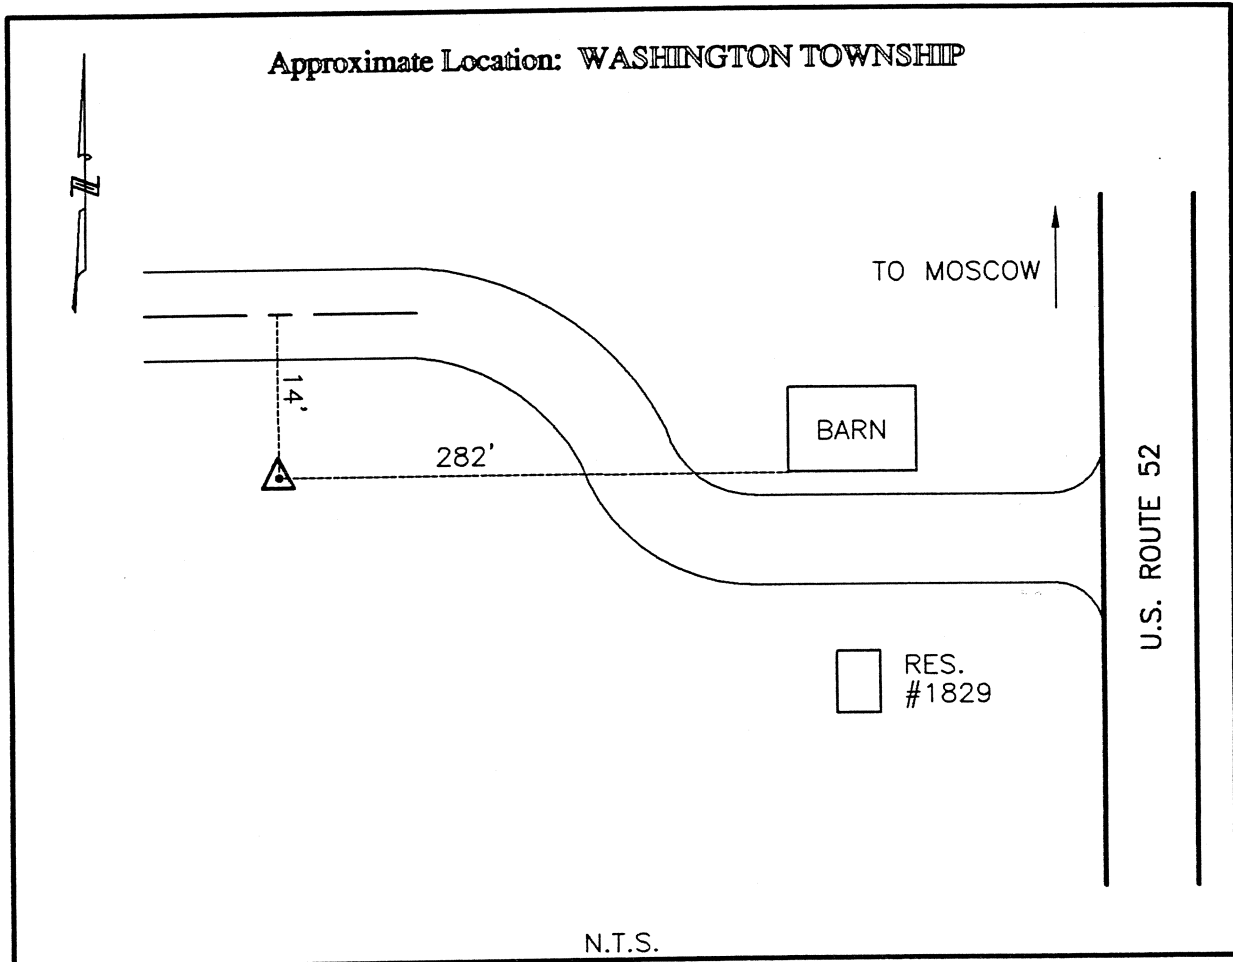 Approximate Location: WASHINGTON TOWNSHIP
N
TO MOSCOW
14'
BARN
282'
U.S. ROUTE 52
RES.
#1829
N.T.S.